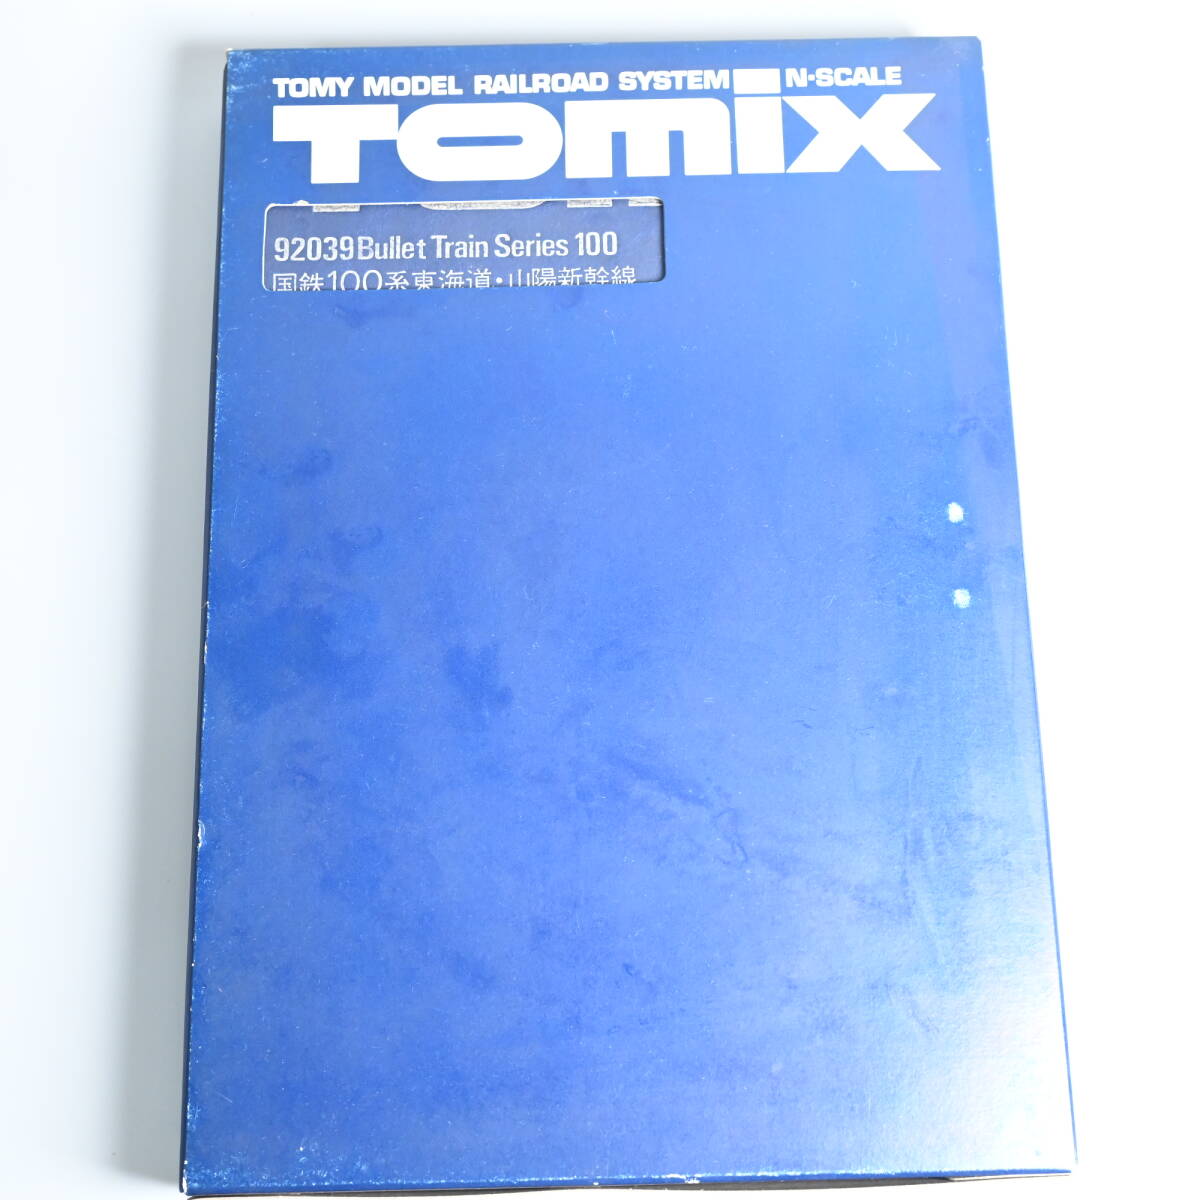 TOMY MODEL RAILROAD SYSTEM N·SCALE
TOMIX
92039 Bullet Train Series 100
国鉄100系東海道・山陽新幹線